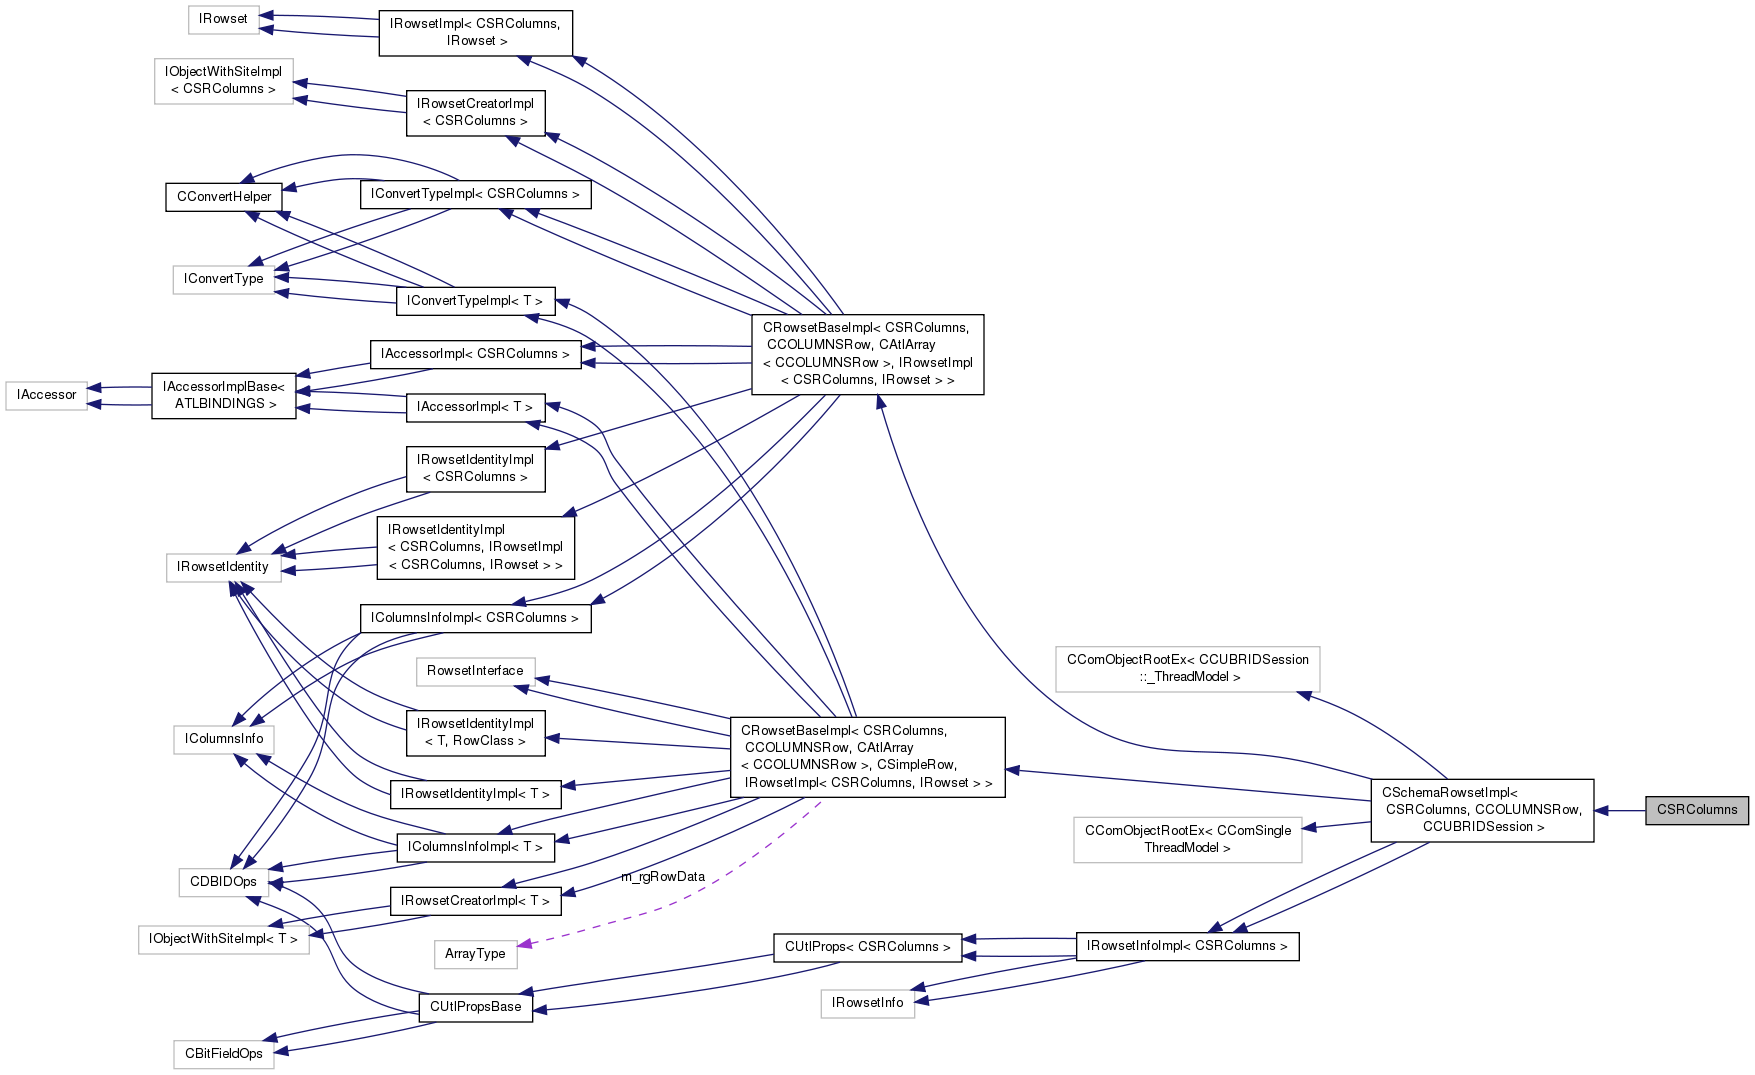 IRowset
IRowsetImpl< CSRColumns,
IRowset >
IObjectWithSiteImpl
< CSRColumns >
IRowsetCreatorImpl
< CSRColumns >
CConvertHelper
IConvertTypeImpl< CSRColumns >
IConvertType
IConvertTypeImpl< T >
CRowsetBaseImpl< CSRColumns,
CCOLUMNSRow, CAtlArray
< CCOLUMNSRow >, IRowsetImpl
< CSRColumns, IRowset > >
IAccessorImpl< CSRColumns >
IAccessor
IAccessorImplBase<
ATLBINDINGS >
IAccessorImpl< T >
IRowsetIdentityImpl
< CSRColumns >
IRowsetIdentityImpl
< CSRColumns, IRowsetImpl
< CSRColumns, IRowset > >
IRowsetIdentity
IColumnsInfoImpl< CSRColumns >
RowsetInterface
CComObjectRootEx< CCUBRIDSession
::_ThreadModel >
IColumnsInfo
IRowsetIdentityImpl
< T, RowClass >
CRowsetBaseImpl< CSRColumns,
CCOLUMNSRow, CAtlArray
< CCOLUMNSRow >, CSimpleRow,
IRowsetImpl< CSRColumns, IRowset > >
IRowsetIdentityImpl< T >
CSchemaRowsetImpl<
CSRColumns, CCOLUMNSRow,
CCUBRIDSession >
CSRColumns
CComObjectRootEx< CComSingle
ThreadModel >
IColumnsInfoImpl< T >
CDBIDOps
m_rgRowData
IRowsetCreatorImpl< T >
IObjectWithSiteImpl< T >
ArrayType
CUtlProps< CSRColumns >
IRowsetInfoImpl< CSRColumns >
IRowsetInfo
CUtlPropsBase
CBitFieldOps